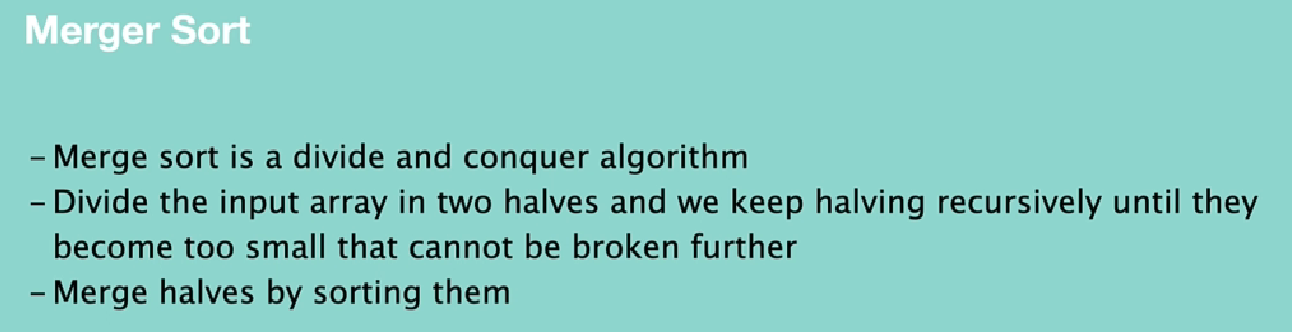 Merger Sort
– Merge sort is a divide and conquer algorithm
– Divide the input array in two halves and we keep halving recursively until they
become too small that cannot be broken further
– Merge halves by sorting them